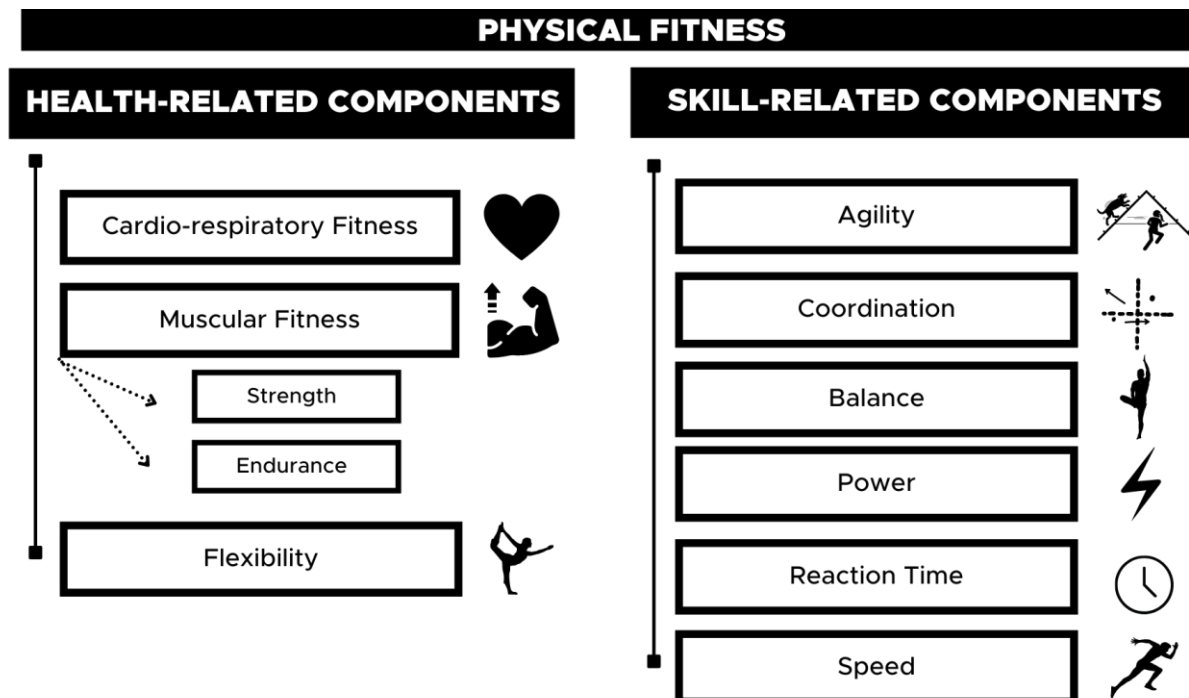 PHYSICAL FITNESS
HEALTH-RELATED COMPONENTS
Cardio-respiratory Fitness
Muscular Fitness
Strength
Endurance
Flexibility
SKILL-RELATED COMPONENTS
Agility
Coordination
Balance
Power
Reaction Time
Speed